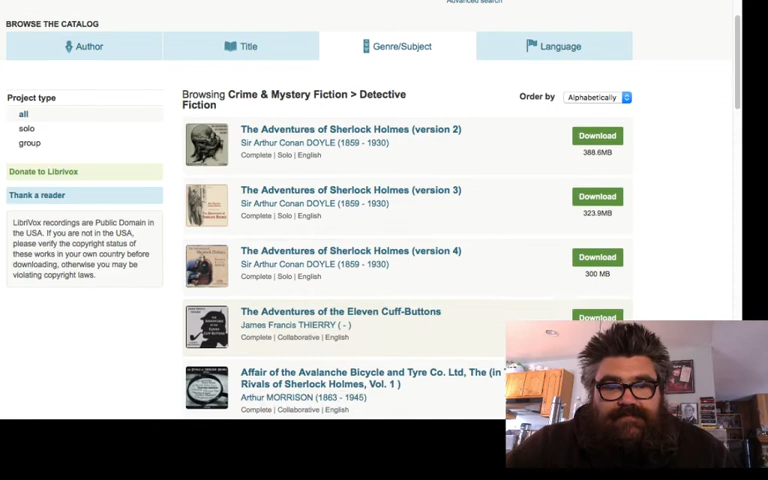 Advanced search
BROWSE THE CATALOG
Author
Title
Genre/Subject
Language
Project type
all
solo
group
Donate to Librivox
Thank a reader
LibriVox recordings are Public Domain in
the USA. If you are not in the USA,
please verify the copyright status of
these works in your own country before
downloading, otherwise you may be
violating copyright laws.
Browsing Crime & Mystery Fiction > Detective
Fiction
Order by
Alphabetically
The Adventures of Sherlock Holmes (version 2)
Sir Arthur Conan DOYLE (1859 - 1930)
Complete | Solo | English
Download
388.6MB
The Adventures of Sherlock Holmes (version 3)
Sir Arthur Conan DOYLE (1859 - 1930)
Complete | Solo | English
Download
323.9MB
The Adventures of Sherlock Holmes (version 4)
Sir Arthur Conan DOYLE (1859 - 1930)
Complete | Solo | English
Download
300 MB
The Adventures of the Eleven Cuff-Buttons
James Francis THIERRY ( - )
Complete | Collaborative | English
Download
Affair of the Avalanche Bicycle and Tyre Co. Ltd, The (in
Rivals of Sherlock Holmes, Vol. 1 )
Arthur MORRISON (1863 - 1945)
Complete | Collaborative | English